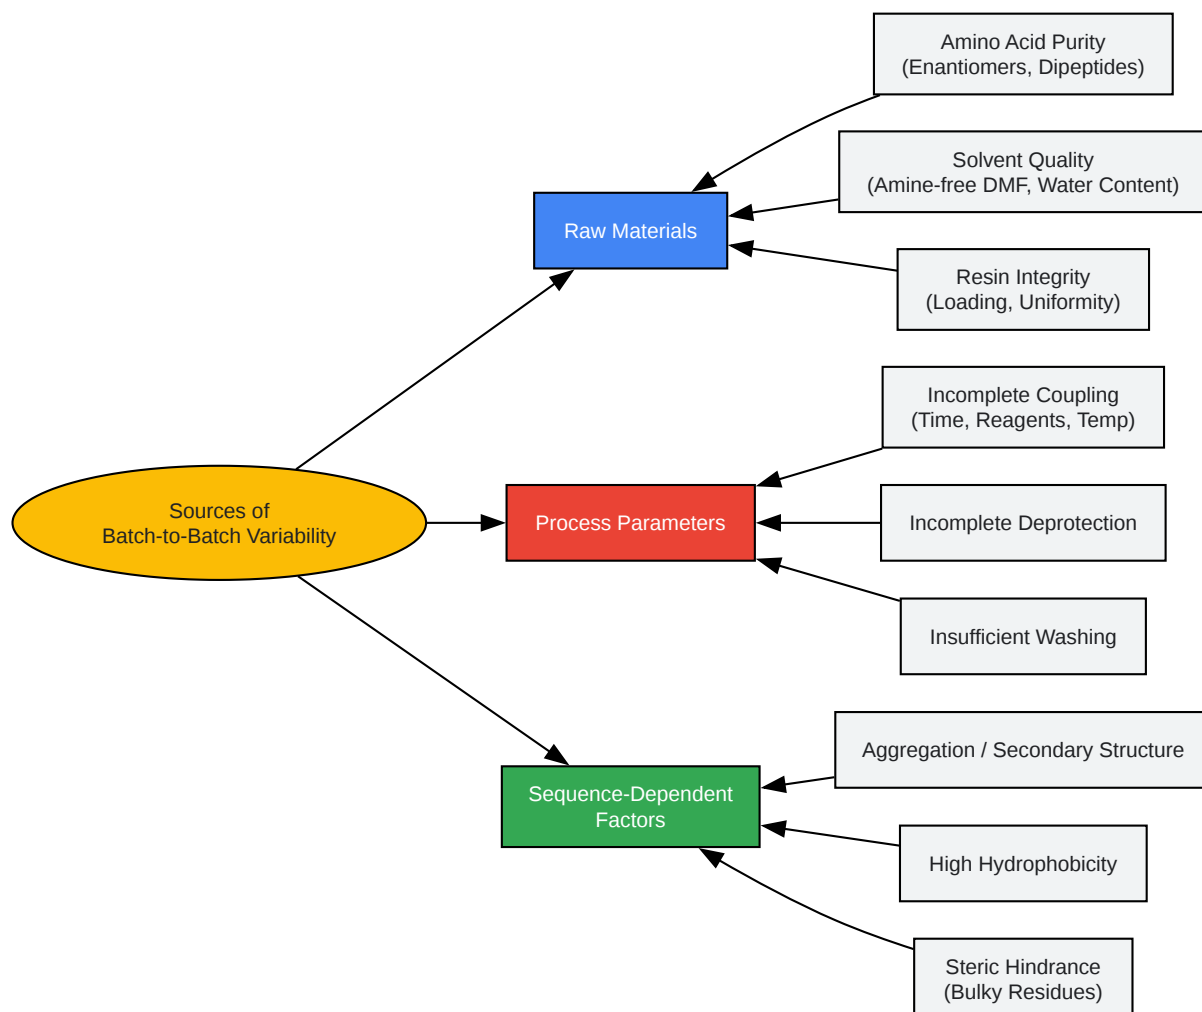 Amino Acid Purity
(Enantiomers, Dipeptides)
Solvent Quality
(Amine-free DMF, Water Content)
Raw Materials
Resin Integrity
(Loading, Uniformity)
Incomplete Coupling
(Time, Reagents, Temp)
Sources of
Batch-to-Batch Variability
Process Parameters
Incomplete Deprotection
Insufficient Washing
Aggregation / Secondary Structure
Sequence-Dependent
Factors
High Hydrophobicity
Steric Hindrance
(Bulky Residues)